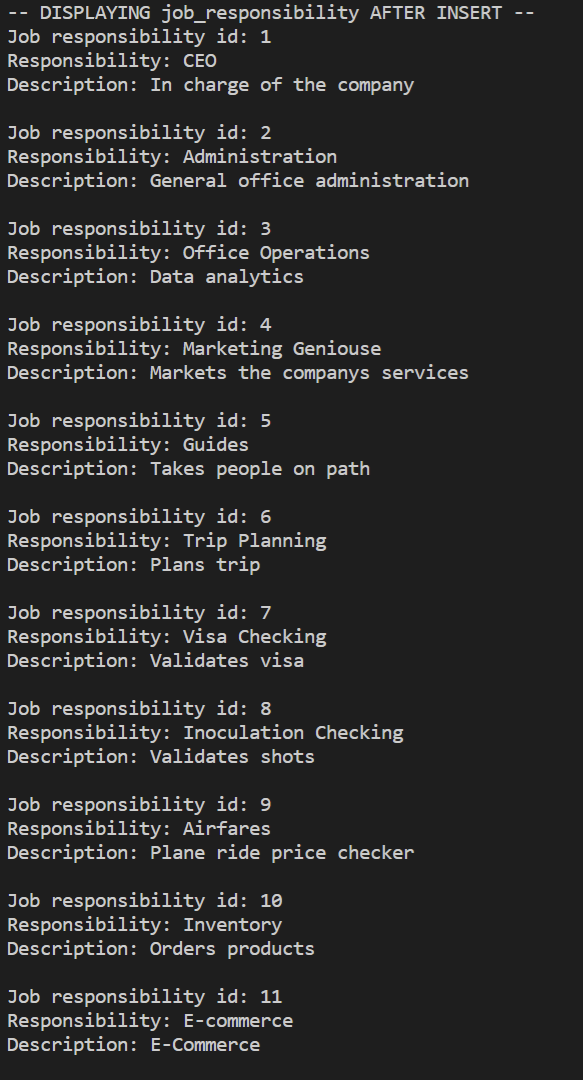 -- DISPLAYING job_responsibility AFTER INSERT --
Job responsibility id: 1
Responsibility: CEO
Description: In charge of the company
Job responsibility id: 2
Responsibility: Administration
Description: General office administration
Job responsibility id: 3
Responsibility: Office Operations
Description: Data analytics
Job responsibility id: 4
Responsibility: Marketing Geniouse
Description: Markets the companys services
Job responsibility id: 5
Responsibility: Guides
Description: Takes people on path
Job responsibility id: 6
Responsibility: Trip Planning
Description: Plans trip
Job responsibility id: 7
Responsibility: Visa Checking
Description: Validates visa
Job responsibility id: 8
Responsibility: Inoculation Checking
Description: Validates shots
Job responsibility id: 9
Responsibility: Airfares
Description: Plane ride price checker
Job responsibility id: 10
Responsibility: Inventory
Description: Orders products
Job responsibility id: 11
Responsibility: E-commerce
Description: E-Commerce